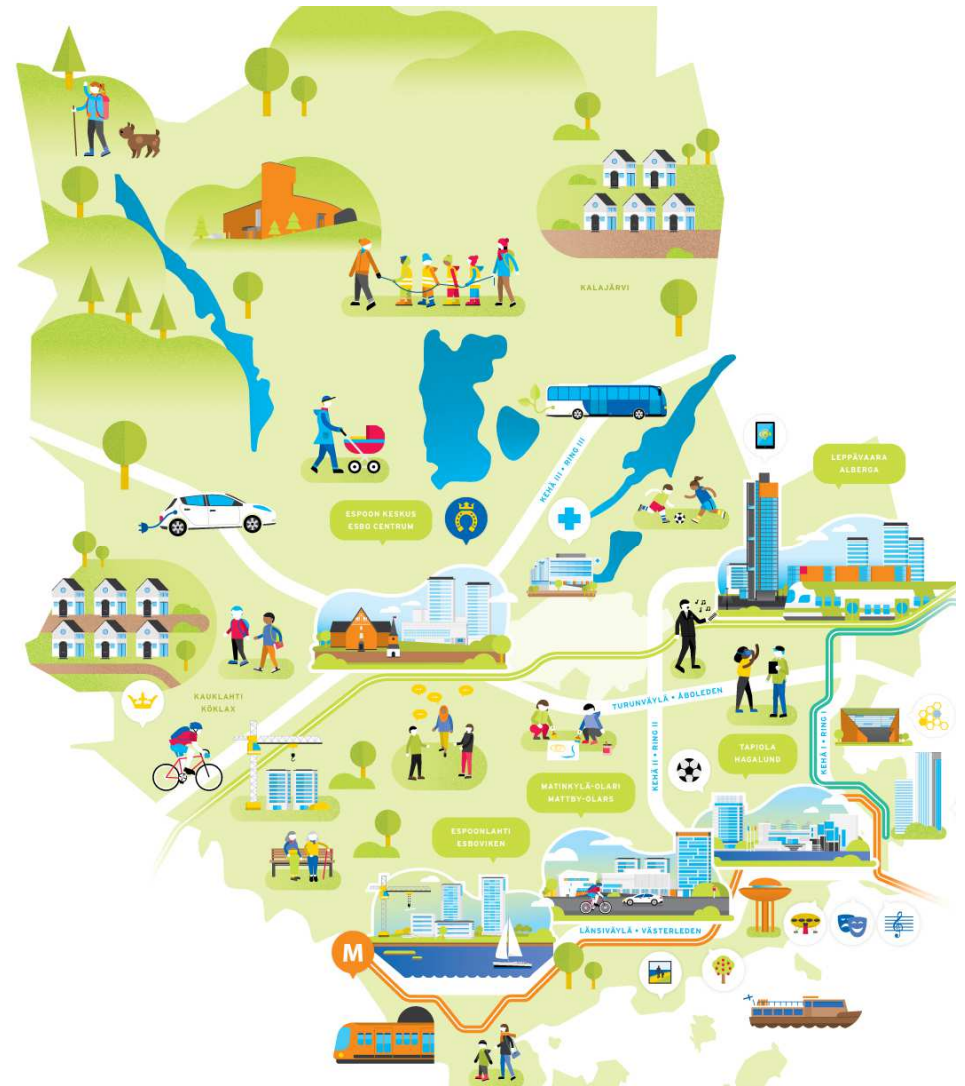 KALAJÄRVI
LEPPÄVAARA
ALBERGA
KEHÄ III • RING III
ESPOON KESKUS
ESBO CENTRUM
KAUKLAHTI
KÖKLAX
TURUNVÄYLÄ • ÅBOLEDEN
KEHÄ II • RING II
KEHÄ I • RING I
TAPIOLA
HAGALUND
MATINKYLÄ-OLARI
MATTBY-OLARS
ESPOONLAHTI
ESBOVIKEN
LÄNSIVÄYLÄ • VÄSTERLEDEN
M